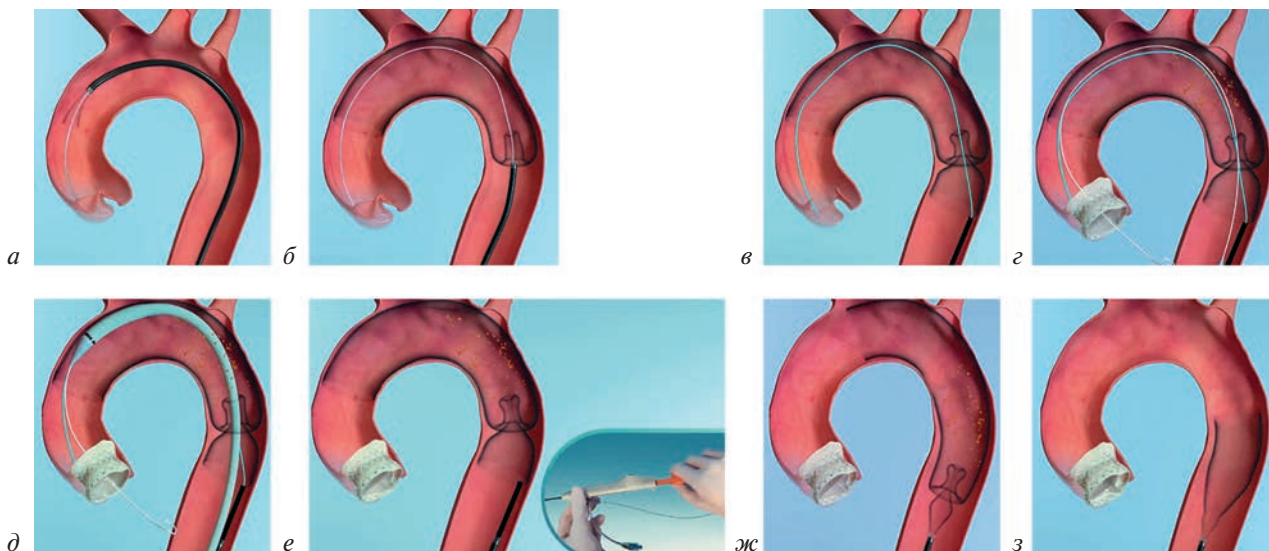 а б в г
д е ж з